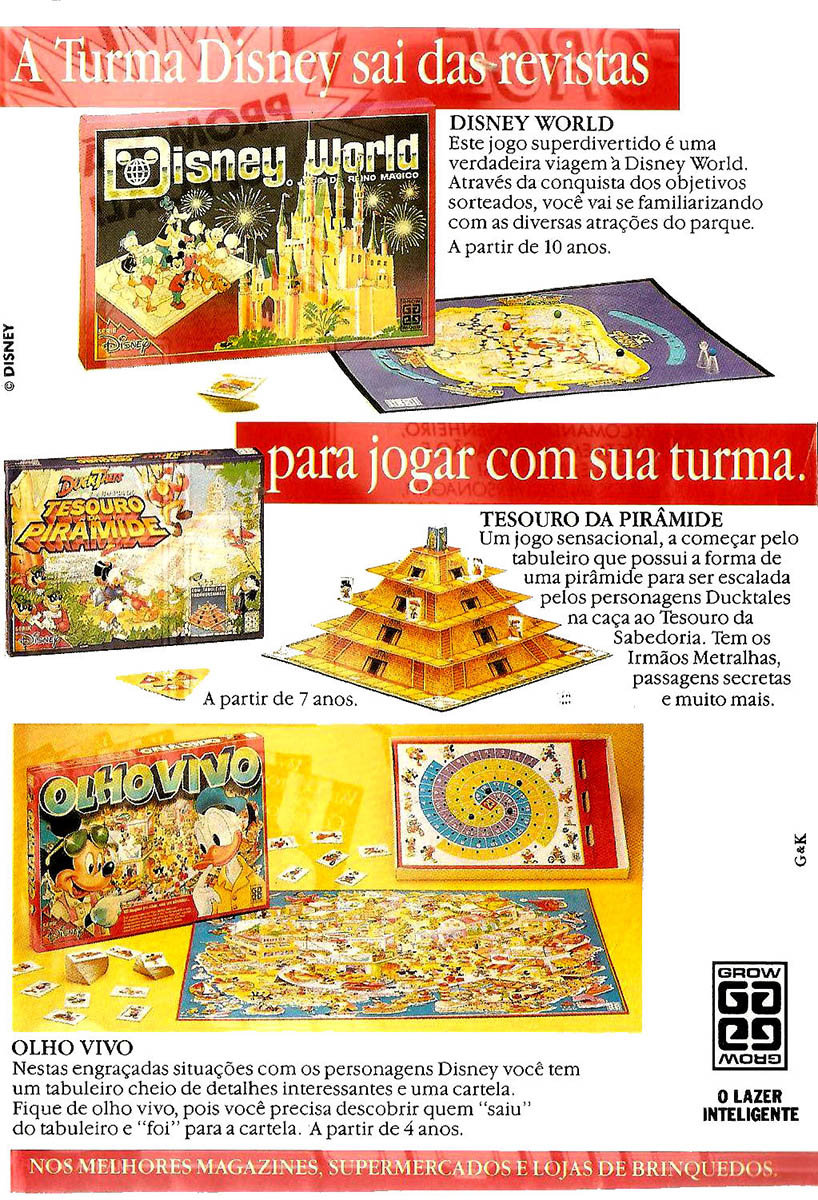 A Turma Disney sai das revistas
DISNEY WORLD
Este jogo superdivertido é uma
verdadeira viagem à Disney World.
Através da conquista dos objetivos
sorteados, você vai se familiarizando
com as diversas atrações do parque.
A partir de 10 anos.
Disney World
O JOGO DO REINO MÁGICO
GROW
SÉRIE
DISNEY
© DISNEY
para jogar com sua turma.
DUCKTALES
TESOURO
DA
PIRÂMIDE
SÉRIE
DISNEY
TESOURO DA PIRÂMIDE
Um jogo sensacional, a começar pelo
tabuleiro que possui a forma de
uma pirâmide para ser escalada
pelos personagens Ducktales
na caça ao Tesouro da
Sabedoria. Tem os
Irmãos Metralhas,
passagens secretas
e muito mais.
A partir de 7 anos.
OLHO VIVO
SÉRIE
DISNEY
G&K
OLHO VIVO
Nestas engraçadas situações com os personagens Disney você tem
um tabuleiro cheio de detalhes interessantes e uma cartela.
Fique de olho vivo, pois você precisa descobrir quem “saiu”
do tabuleiro e “foi” para a cartela. A partir de 4 anos.
GROW
GROW
O LAZER
INTELIGENTE
NOS MELHORES MAGAZINES, SUPERMERCADOS E LOJAS DE BRINQUEDOS.